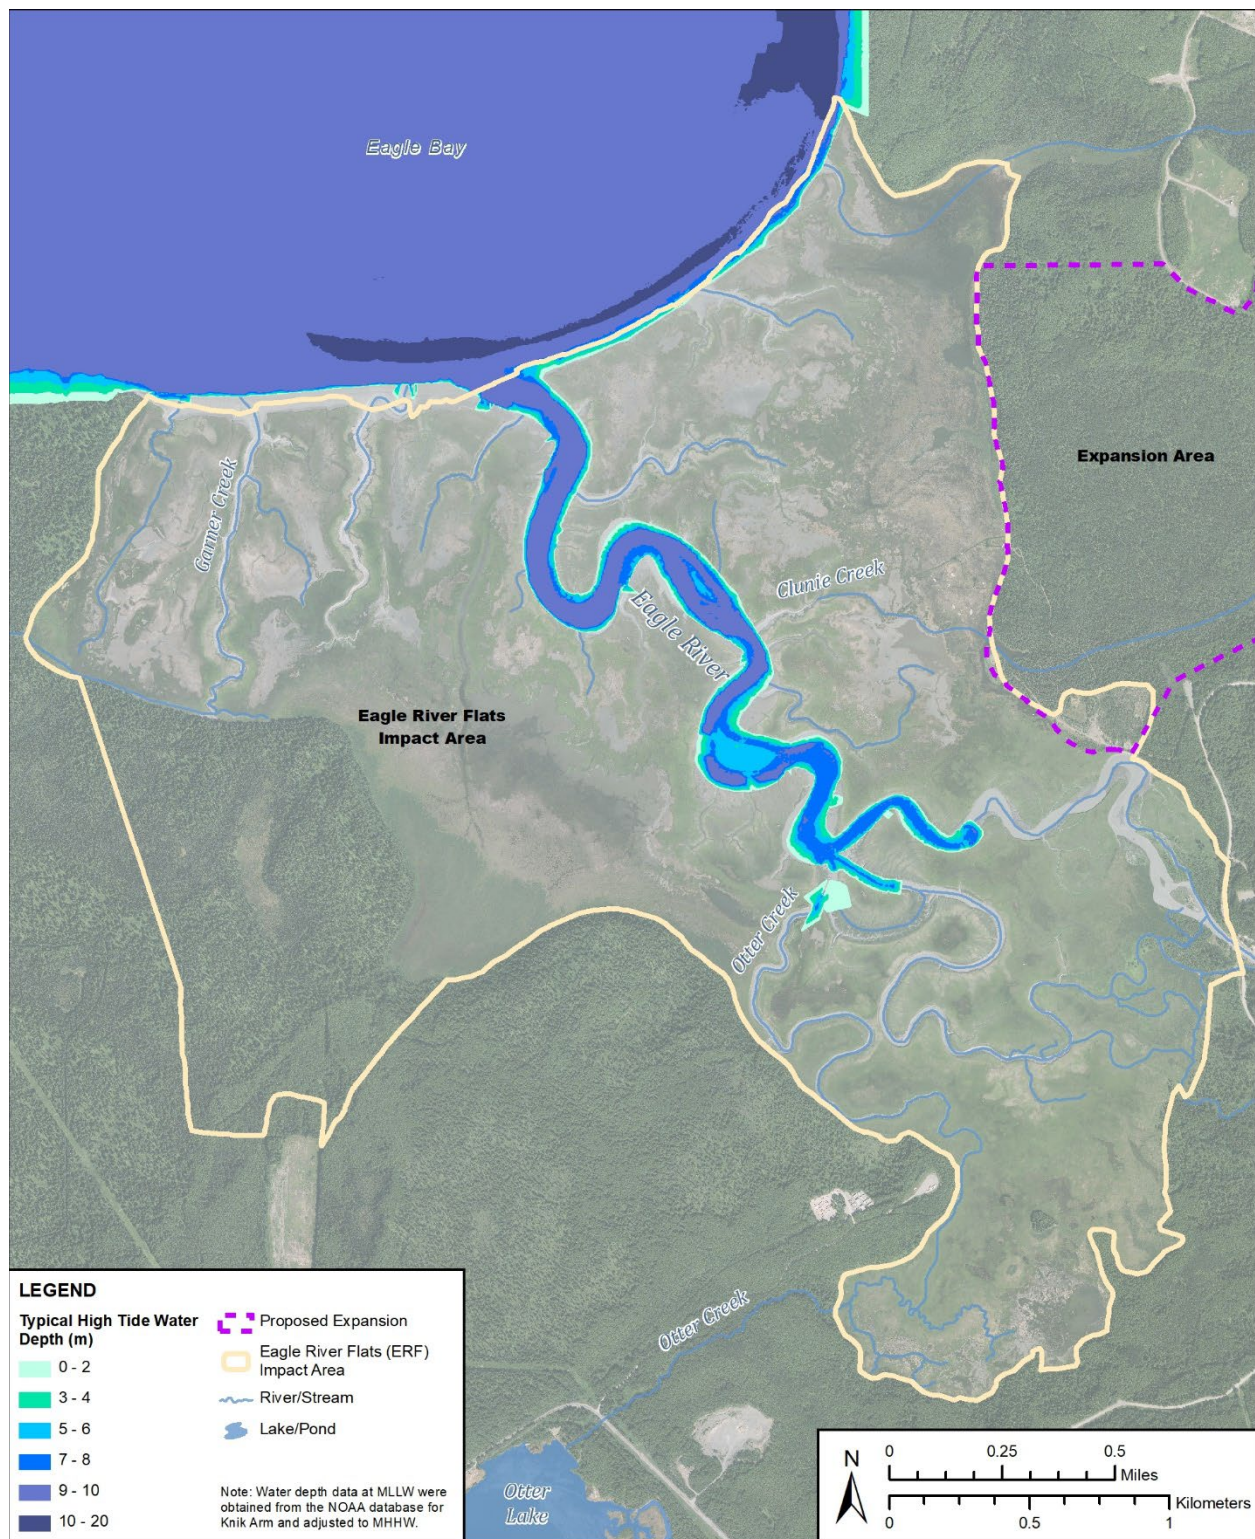 Eagle Bay
Expansion Area
Garner Creek
Clunie Creek
Eagle River
Eagle River Flats
Impact Area
Otter Creek
Otter Creek
Otter
Lake
LEGEND
Typical High Tide Water
Depth (m)
0 - 2
3 - 4
5 - 6
7 - 8
9 - 10
10 - 20
Proposed Expansion
Eagle River Flats (ERF)
Impact Area
River/Stream
Lake/Pond
Note: Water depth data at MLLW were
obtained from the NOAA database for
Knik Arm and adjusted to MHHW.
N
0 0.25 0.5
Miles
Kilometers
0 0.5 1